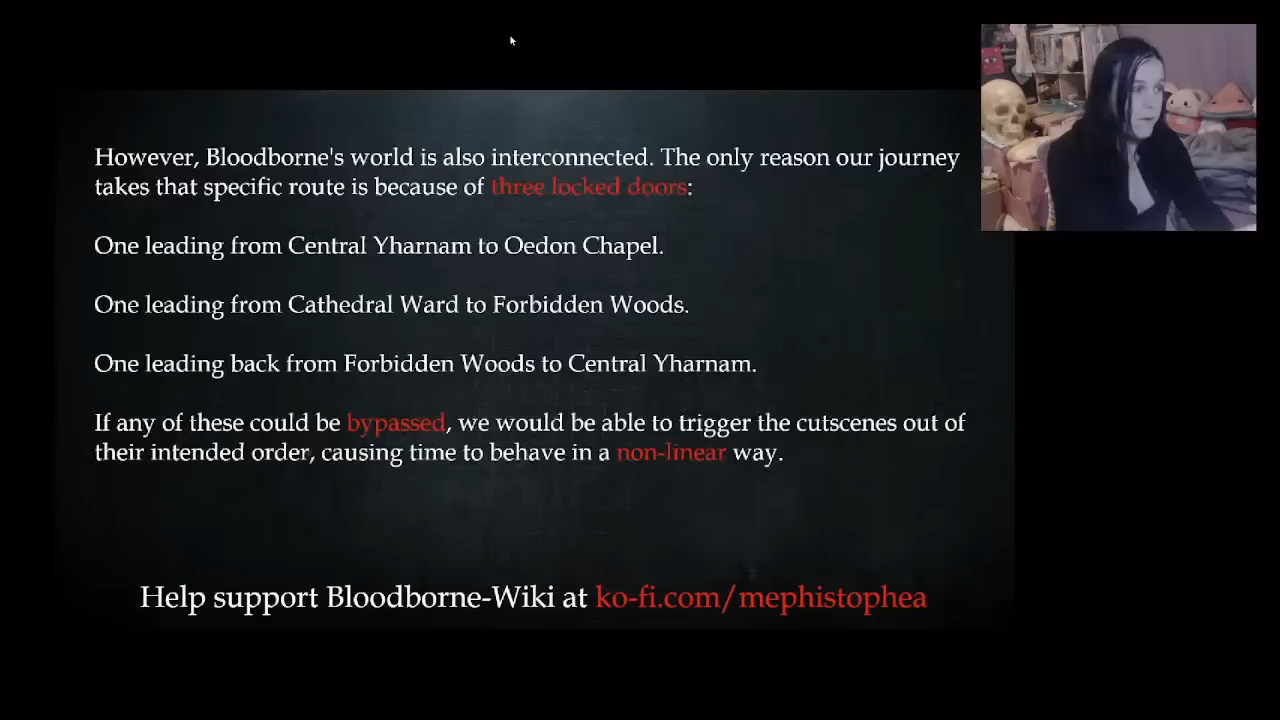 However, Bloodborne's world is also interconnected. The only reason our journey
takes that specific route is because of three locked doors:
One leading from Central Yharnam to Oedon Chapel.
One leading from Cathedral Ward to Forbidden Woods.
One leading back from Forbidden Woods to Central Yharnam.
If any of these could be bypassed, we would be able to trigger the cutscenes out of
their intended order, causing time to behave in a non-linear way.
Help support Bloodborne-Wiki at ko-fi.com/mephistophea